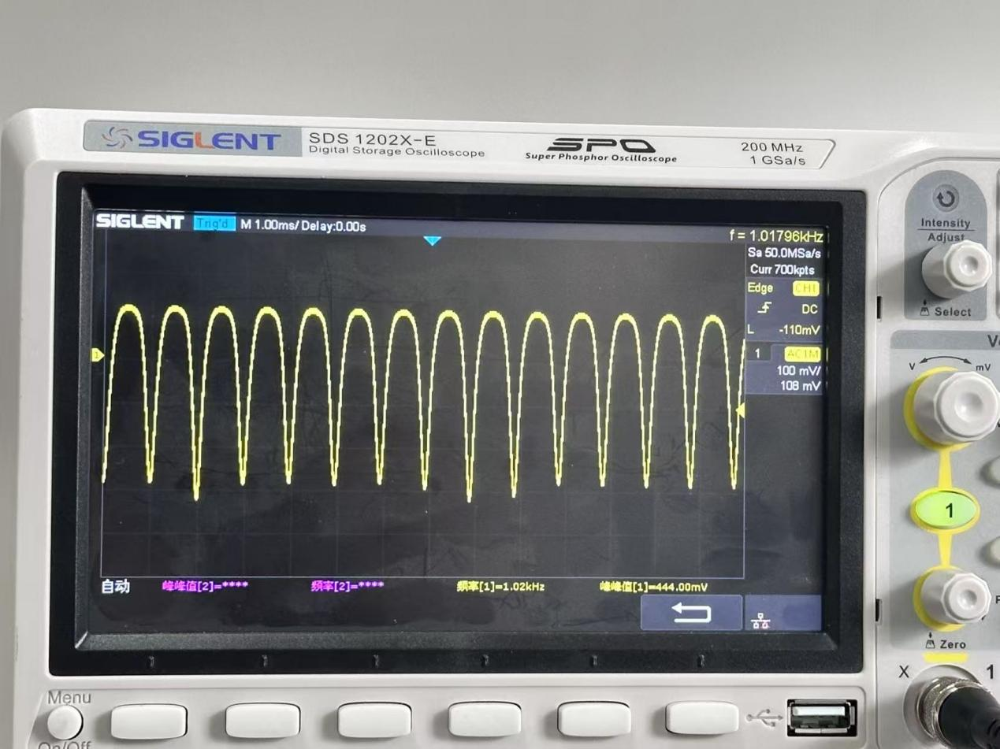 SIGLENT SDS 1202X-E
Digital Storage Oscilloscope
SPO
Super Phosphor Oscilloscope
200 MHz
1 GSa/s
SIGLENT Trig'd M 1.00ms/ Delay:0.00s
f = 1.01796kHz
Sa 50.0MSa/s
Curr 700kpts
Edge CH1
DC
L -110mV
1 AC1M
100 mV/
108 mV
1
自动 峰峰值[2]=**** 频率[2]=**** 频率[1]=1.02kHz 峰峰值[1]=444.00mV
Intensity
Adjust
Select
V mV
1
Zero
X 1
Menu
On/Off